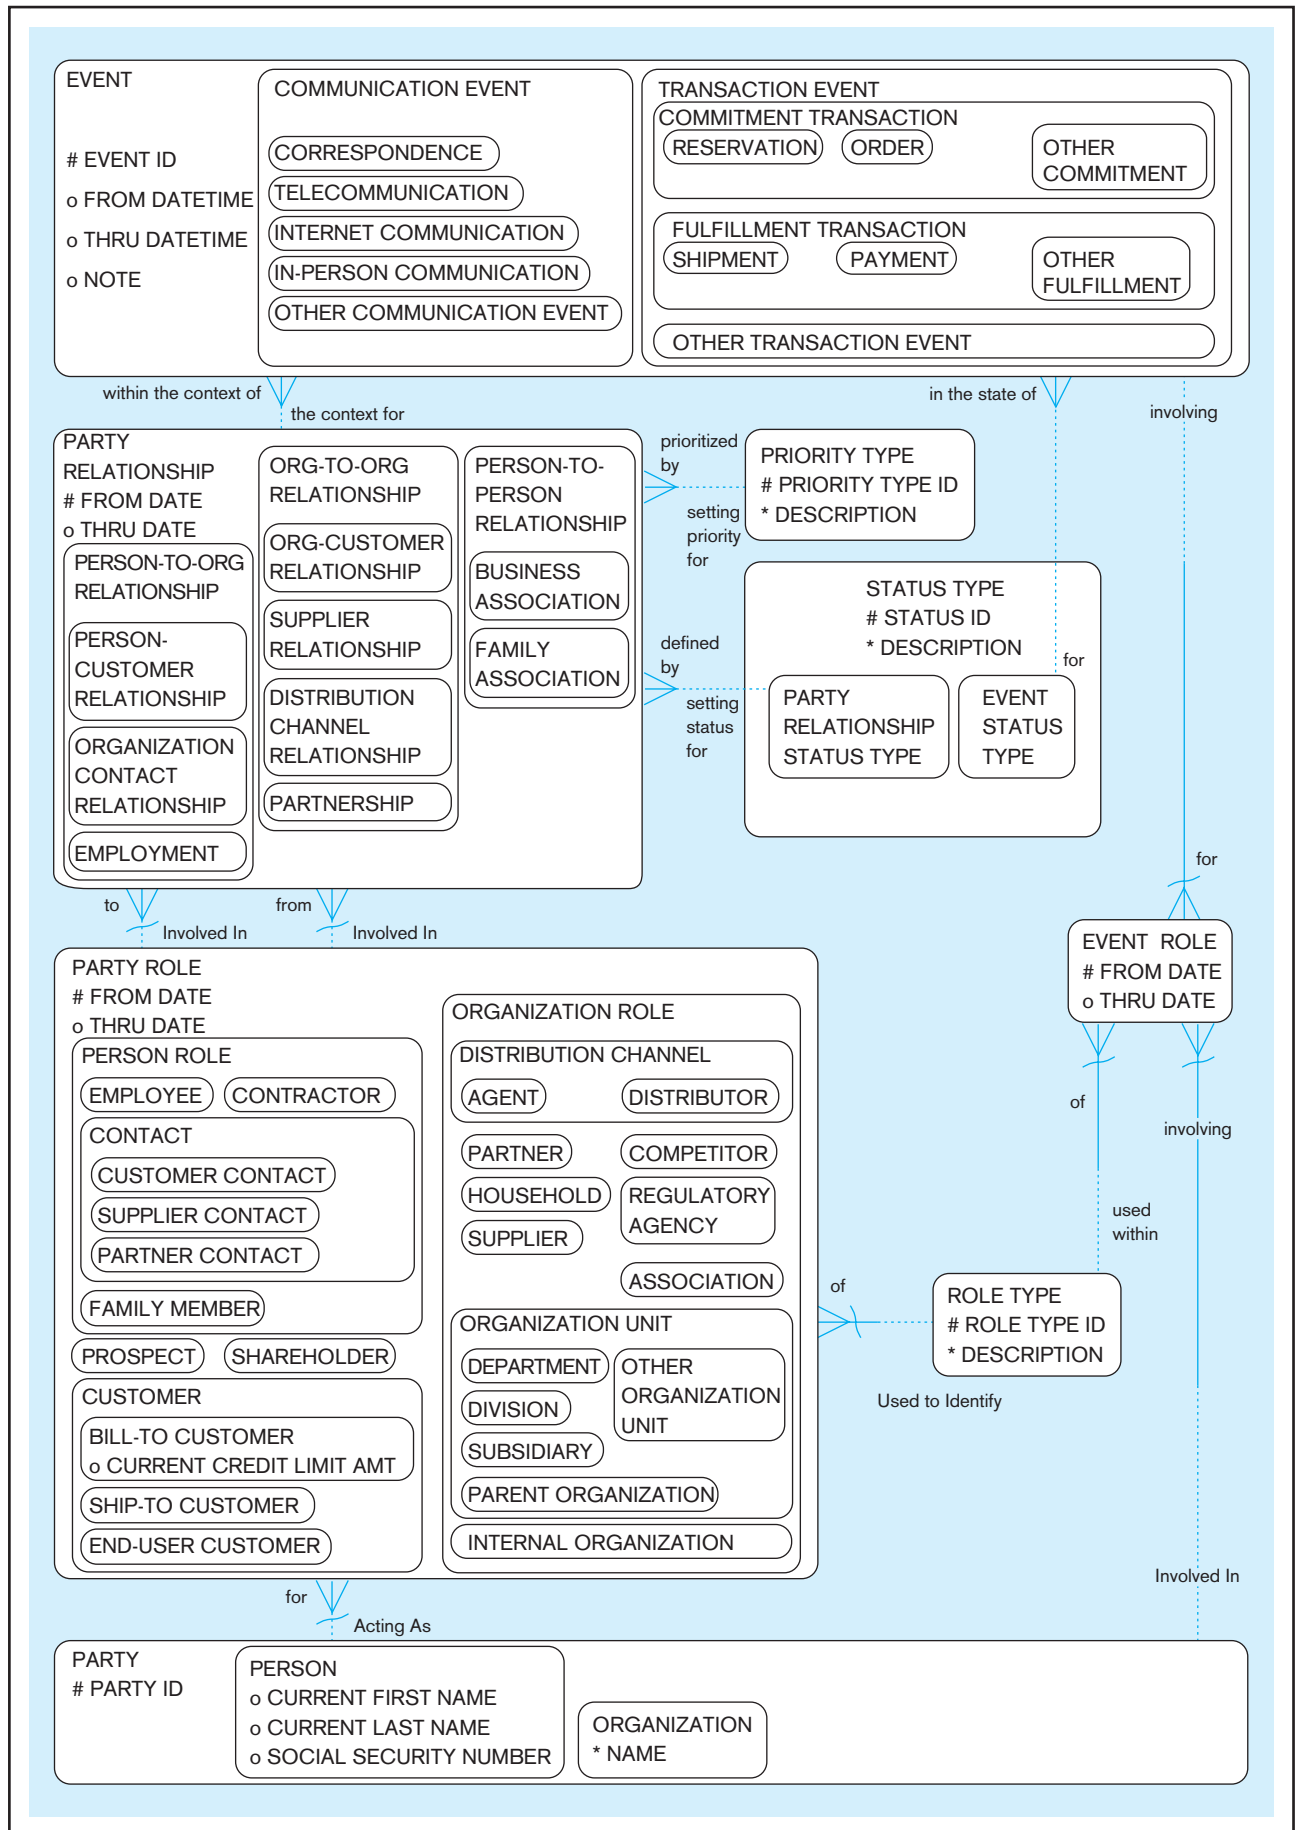 EVENT
# EVENT ID
o FROM DATETIME
o THRU DATETIME
o NOTE
COMMUNICATION EVENT
CORRESPONDENCE
TELECOMMUNICATION
INTERNET COMMUNICATION
IN-PERSON COMMUNICATION
OTHER COMMUNICATION EVENT
TRANSACTION EVENT
COMMITMENT TRANSACTION
RESERVATION
ORDER
OTHER
COMMITMENT
FULFILLMENT TRANSACTION
SHIPMENT
PAYMENT
OTHER
FULFILLMENT
OTHER TRANSACTION EVENT
within the context of
the context for
in the state of
involving
PARTY
RELATIONSHIP
# FROM DATE
o THRU DATE
PERSON-TO-ORG
RELATIONSHIP
PERSON-
CUSTOMER
RELATIONSHIP
ORGANIZATION
CONTACT
RELATIONSHIP
EMPLOYMENT
ORG-TO-ORG
RELATIONSHIP
ORG-CUSTOMER
RELATIONSHIP
SUPPLIER
RELATIONSHIP
DISTRIBUTION
CHANNEL
RELATIONSHIP
PARTNERSHIP
PERSON-TO-
PERSON
RELATIONSHIP
BUSINESS
ASSOCIATION
FAMILY
ASSOCIATION
prioritized
by
setting
priority
for
PRIORITY TYPE
# PRIORITY TYPE ID
* DESCRIPTION
defined
by
setting
status
for
STATUS TYPE
# STATUS ID
* DESCRIPTION
for
PARTY
RELATIONSHIP
STATUS TYPE
EVENT
STATUS
TYPE
to
Involved In
from
Involved In
for
EVENT ROLE
# FROM DATE
o THRU DATE
of
involving
used
within
PARTY ROLE
# FROM DATE
o THRU DATE
PERSON ROLE
EMPLOYEE
CONTRACTOR
CONTACT
CUSTOMER CONTACT
SUPPLIER CONTACT
PARTNER CONTACT
FAMILY MEMBER
PROSPECT
SHAREHOLDER
CUSTOMER
BILL-TO CUSTOMER
o CURRENT CREDIT LIMIT AMT
SHIP-TO CUSTOMER
END-USER CUSTOMER
ORGANIZATION ROLE
DISTRIBUTION CHANNEL
AGENT
DISTRIBUTOR
PARTNER
COMPETITOR
HOUSEHOLD
REGULATORY
AGENCY
SUPPLIER
ASSOCIATION
ORGANIZATION UNIT
DEPARTMENT
OTHER
ORGANIZATION
UNIT
DIVISION
SUBSIDIARY
PARENT ORGANIZATION
INTERNAL ORGANIZATION
of
Used to Identify
ROLE TYPE
# ROLE TYPE ID
* DESCRIPTION
Involved In
for
Acting As
PARTY
# PARTY ID
PERSON
o CURRENT FIRST NAME
o CURRENT LAST NAME
o SOCIAL SECURITY NUMBER
ORGANIZATION
* NAME